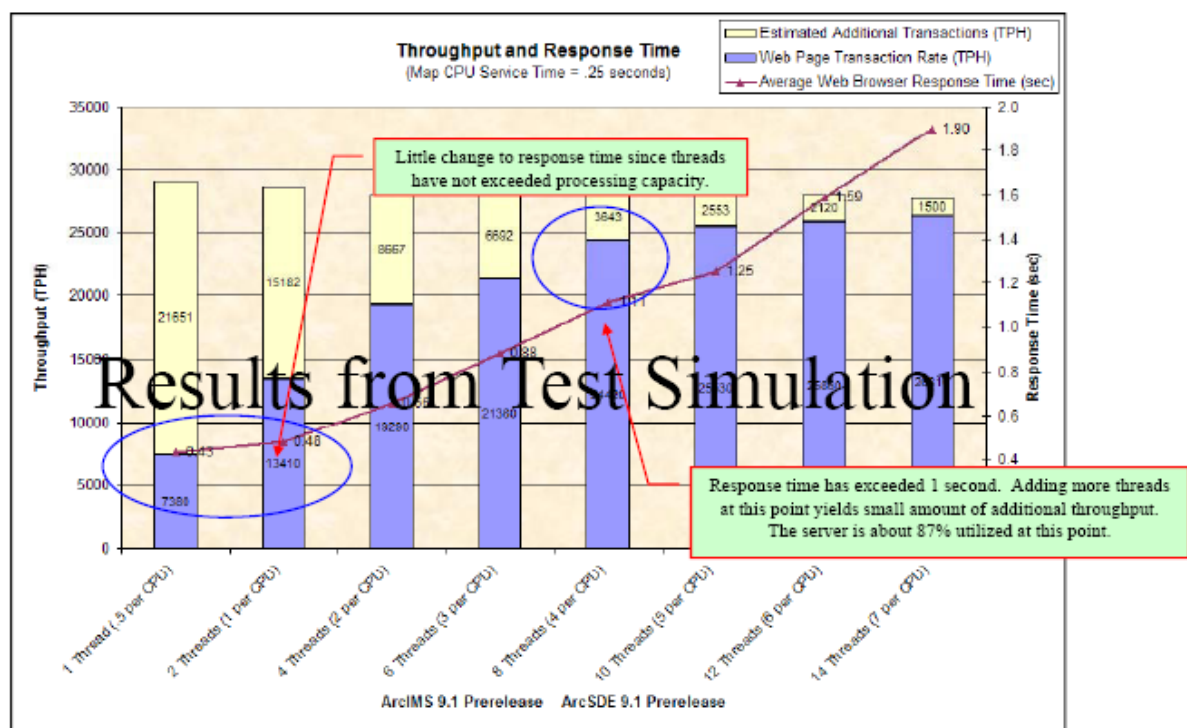 Throughput and Response Time
(Map CPU Service Time = .25 seconds)
Estimated Additional Transactions (TPH)
Web Page Transaction Rate (TPH)
Average Web Browser Response Time (sec)
Throughput (TPH)
35000
30000
25000
20000
15000
10000
5000
0
2.0
1.8
1.6
1.4
1.2
1.0
0.8
0.6
0.4
Response Time (sec)
Little change to response time since threads
have not exceeded processing capacity.
21651
15182
8667
6692
3643
2553
2120
1500
0.43
0.48
0.88
1.11
1.25
1.59
1.90
7380
13410
19290
21380
Results from Test Simulation
Response time has exceeded 1 second. Adding more threads
at this point yields small amount of additional throughput.
The server is about 87% utilized at this point.
1 Thread (.5 per CPU)
2 Threads (1 per CPU)
4 Threads (2 per CPU)
6 Threads (3 per CPU)
8 Threads (4 per CPU)
10 Threads (5 per CPU)
12 Threads (6 per CPU)
14 Threads (7 per CPU)
ArcIMS 9.1 Prerelease ArcSDE 9.1 Prerelease